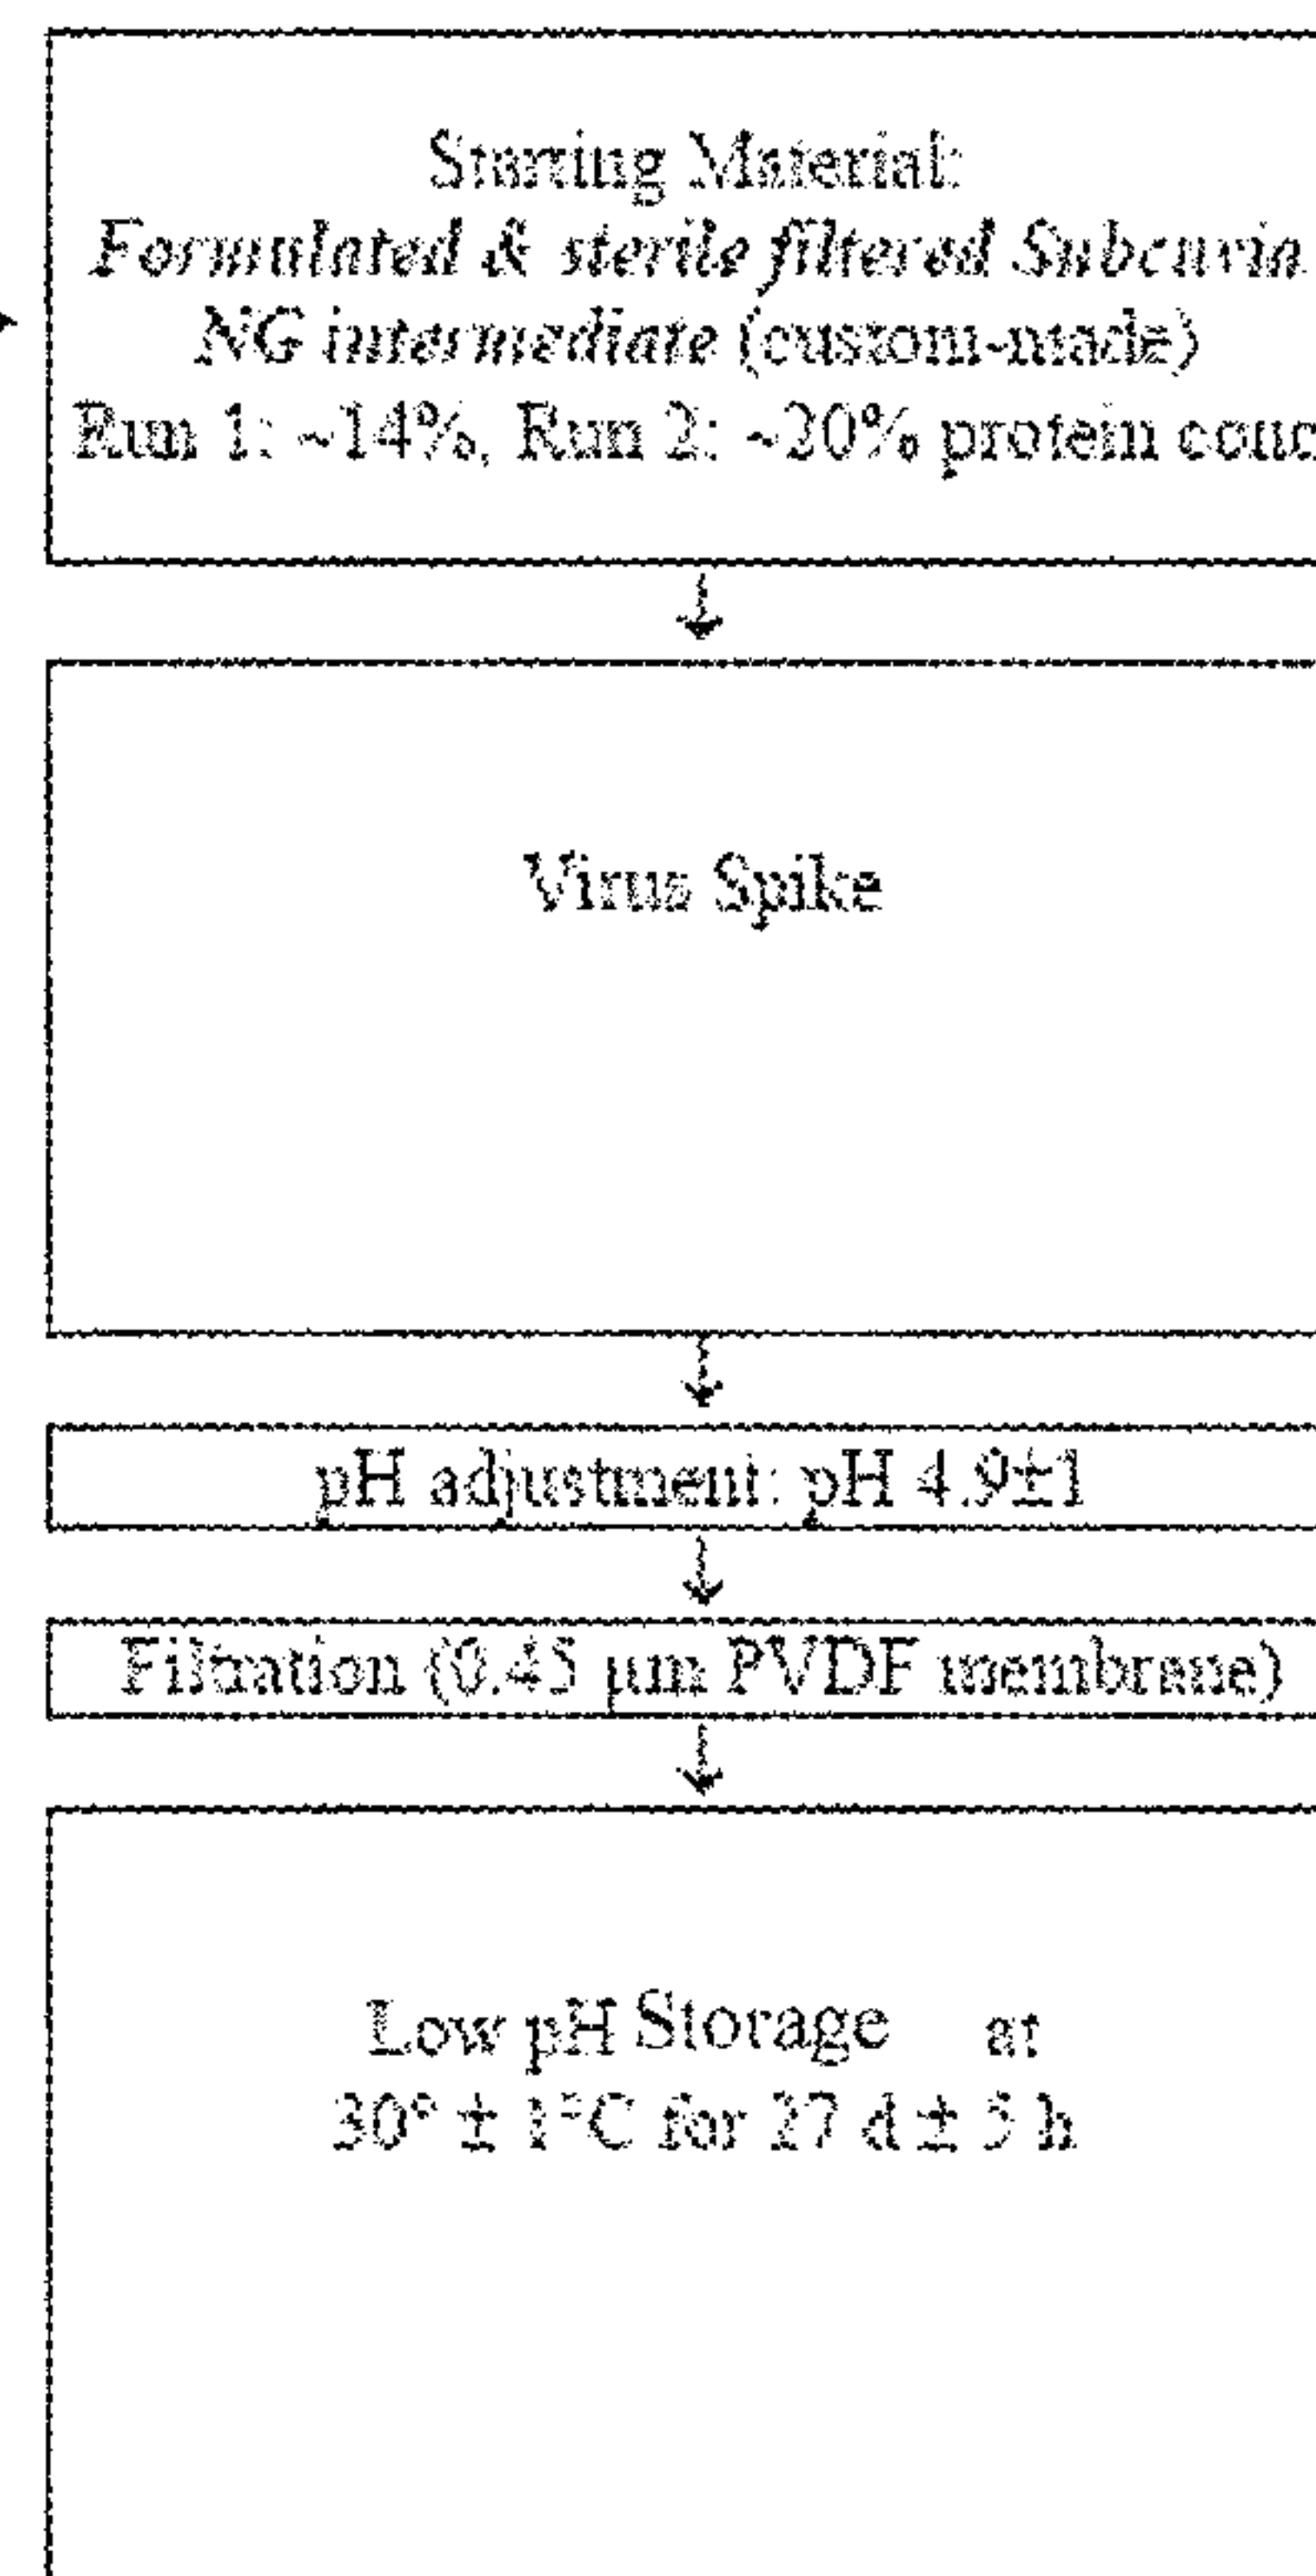 Starting Material:
Formulated & sterile filtered Subcuvia
NG intermediate (custom-made)
Run 1: ~14%, Run 2: ~20% protein conc
Virus Spike
pH adjustment: pH 4.9±1
Filtration (0.45 µm PVDF membrane)
Low pH Storage at
30° ± 1°C for 27 d ± 5 h